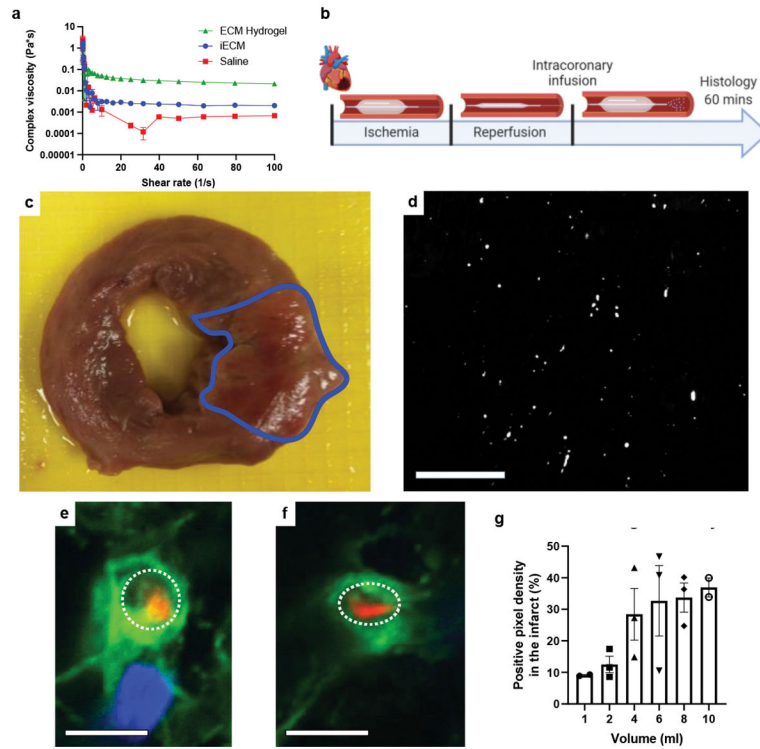 a
Complex viscosity (Pa*s)
10
1
0.1
0.01
0.001
0.0001
0.00001
0
20
40
60
80
100
Shear rate (1/s)
ECM Hydrogel
iECM
Saline
b
Intracoronary
infusion
Histology
60 mins
Ischemia
Reperfusion
c
d
e
f
g
Positive pixel density
in the infarct (%)
50
40
30
20
10
0
1
2
4
6
8
10
Volume (ml)